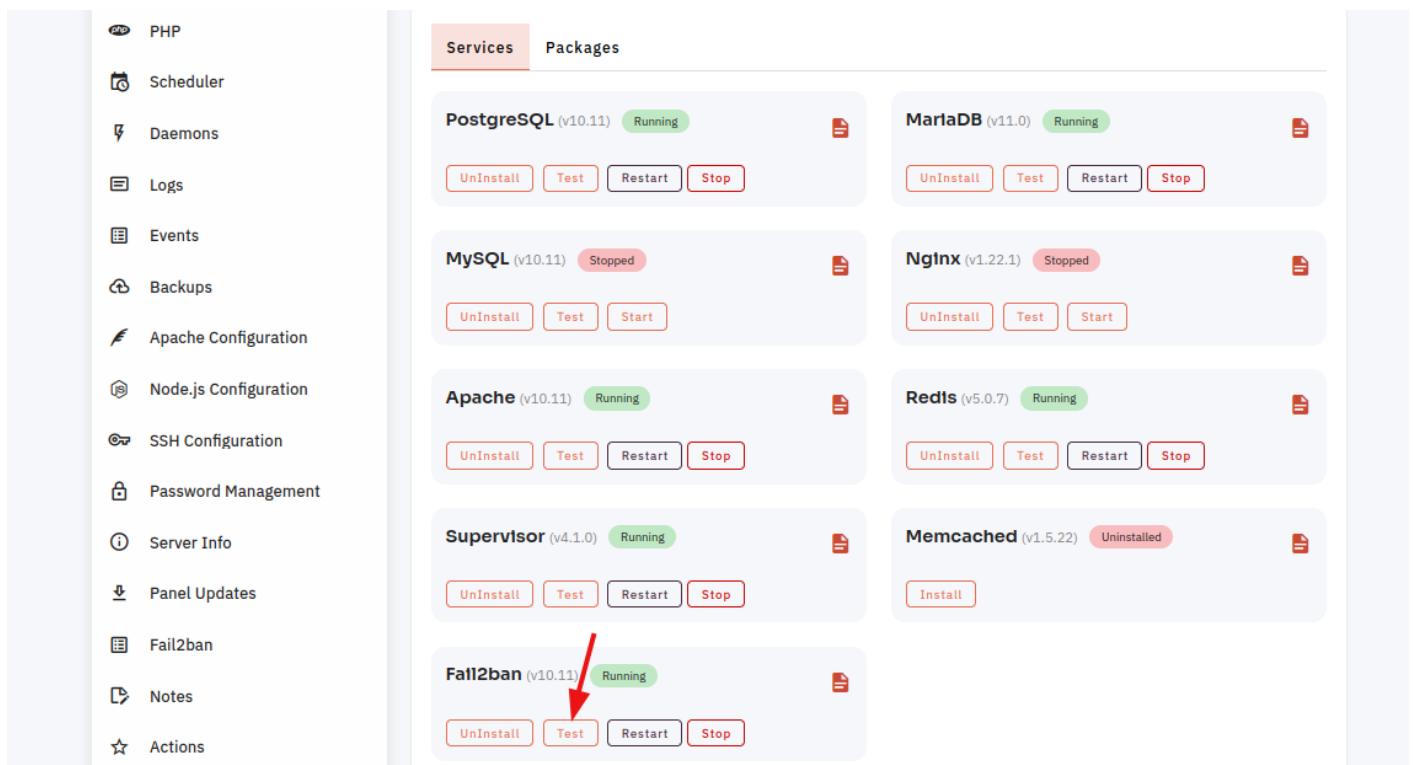 PHP
Scheduler
Daemons
Logs
Events
Backups
Apache Configuration
Node.js Configuration
SSH Configuration
Password Management
Server Info
Panel Updates
Fail2ban
Notes
Actions
Services Packages
PostgreSQL (v10.11) Running
UnInstall Test Restart Stop
MariaDB (v11.0) Running
UnInstall Test Restart Stop
MySQL (v10.11) Stopped
UnInstall Test Start
Nginx (v1.22.1) Stopped
UnInstall Test Start
Apache (v10.11) Running
UnInstall Test Restart Stop
Redis (v5.0.7) Running
UnInstall Test Restart Stop
Supervisor (v4.1.0) Running
UnInstall Test Restart Stop
Memcached (v1.5.22) Uninstalled
Install
Fail2ban (v10.11) Running
UnInstall Test Restart Stop